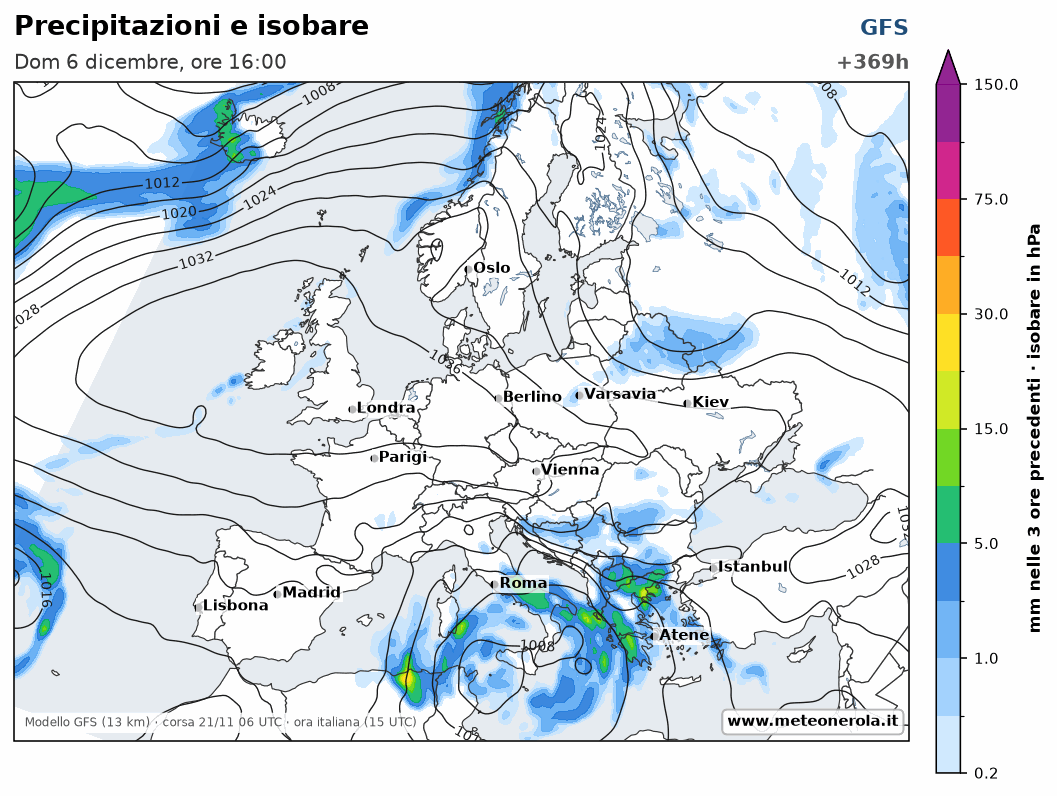 Precipitazioni e isobare
GFS
Dom 6 dicembre, ore 16:00
+369h
1008
1024
1012
1020
1024
1032
1028
1012
1036
Oslo
Berlino
Varsavia
Kiev
Londra
Parigi
Vienna
1028
1016
Roma
Istanbul
Madrid
Lisbona
Atene
1008
Modello GFS (13 km) · corsa 21/11 06 UTC · ora italiana (15 UTC)
www.meteonerola.it
150.0
75.0
30.0
15.0
5.0
1.0
0.2
mm nelle 3 ore precedenti · isobare in hPa